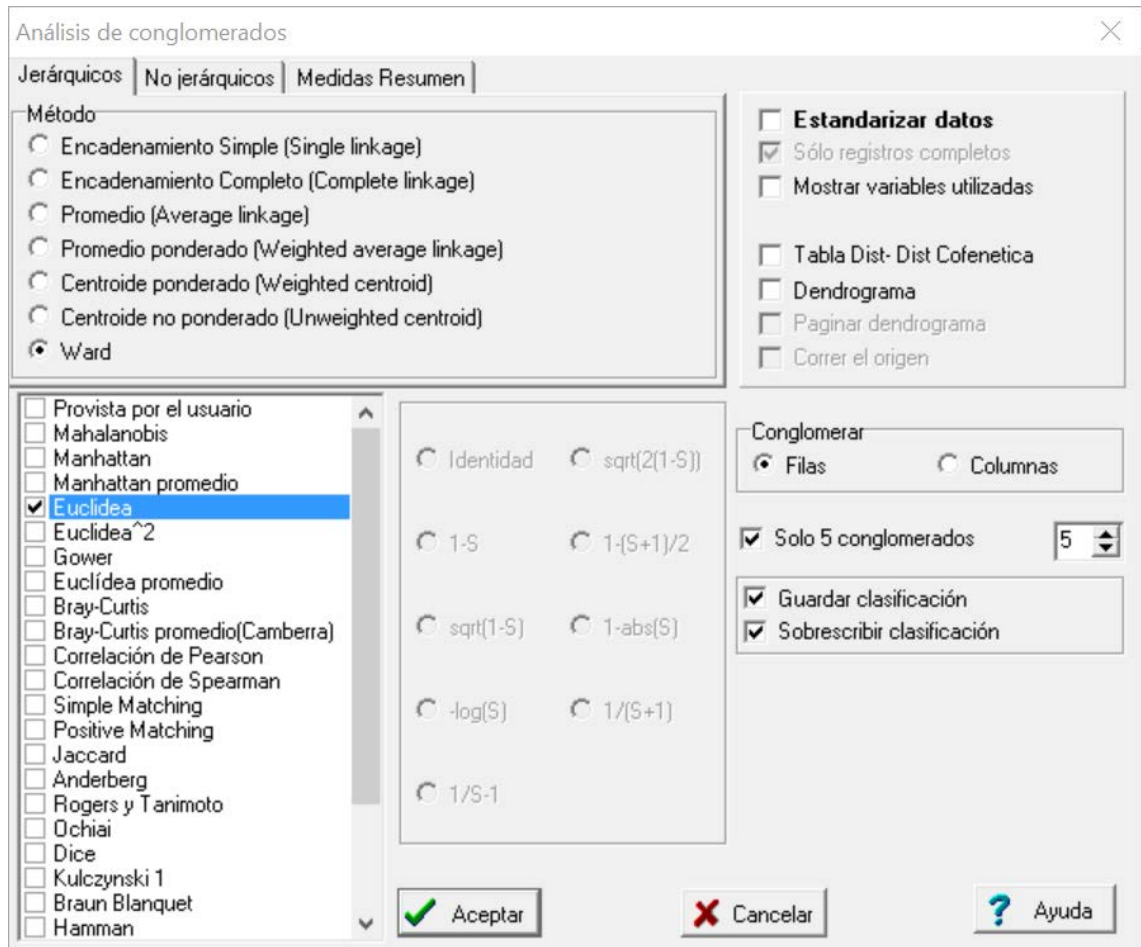 Análisis de conglomerados
Jerárquicos
No jerárquicos
Medidas Resumen
Método
Encadenamiento Simple (Single linkage)
Encadenamiento Completo (Complete linkage)
Promedio (Average linkage)
Promedio ponderado (Weighted average linkage)
Centroide ponderado (Weighted centroid)
Centroide no ponderado (Unweighted centroid)
Ward
Estandarizar datos
Sólo registros completos
Mostrar variables utilizadas
Tabla Dist- Dist Cofenetica
Dendrograma
Paginar dendrograma
Correr el origen
Provista por el usuario
Mahalanobis
Manhattan
Manhattan promedio
Euclidea
Euclidea^2
Gower
Euclídea promedio
Bray-Curtis
Bray-Curtis promedio(Camberra)
Correlación de Pearson
Correlación de Spearman
Simple Matching
Positive Matching
Jaccard
Anderberg
Rogers y Tanimoto
Ochiai
Dice
Kulczynski 1
Braun Blanquet
Hamman
Identidad
sqrt(2(1-S))
1-S
1-(S+1)/2
sqrt(1-S)
1-abs(S)
-log(S)
1/(S+1)
1/S-1
Conglomerar
Filas
Columnas
Solo 5 conglomerados
5
Guardar clasificación
Sobrescribir clasificación
Aceptar
Cancelar
? Ayuda